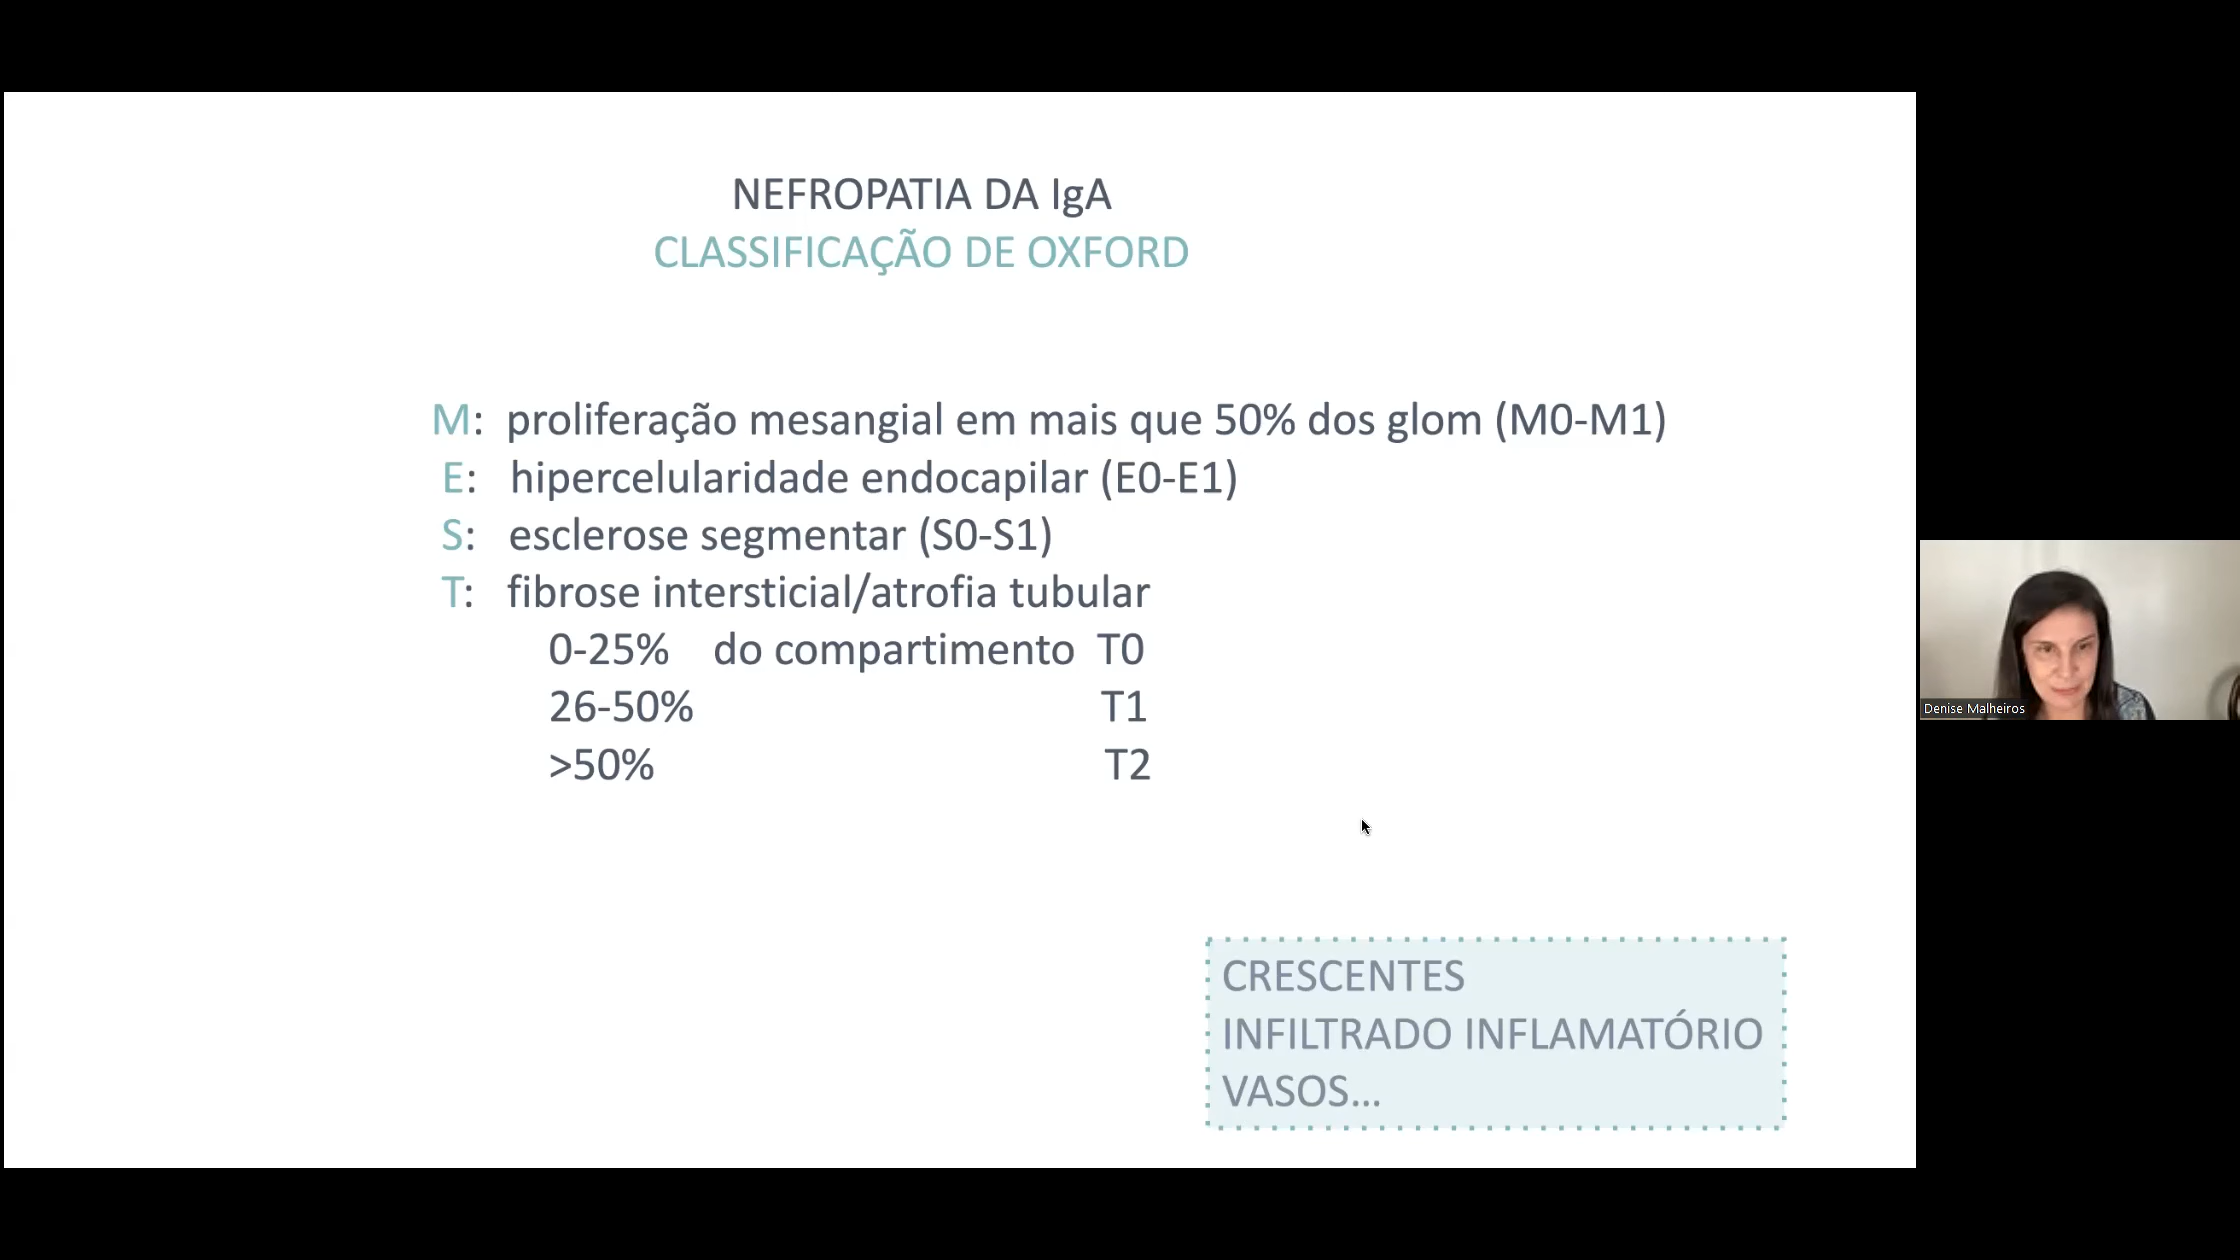 NEFROPATIA DA IgA
CLASSIFICAÇÃO DE OXFORD
M: proliferação mesangial em mais que 50% dos glom (M0-M1)
E: hipercelularidade endocapilar (E0-E1)
S: esclerose segmentar (S0-S1)
T: fibrose intersticial/atrofia tubular
0-25% do compartimento T0
26-50% T1
>50% T2
CRESCENTES
INFILTRADO INFLAMATÓRIO
VASOS...
Denise Malheiros